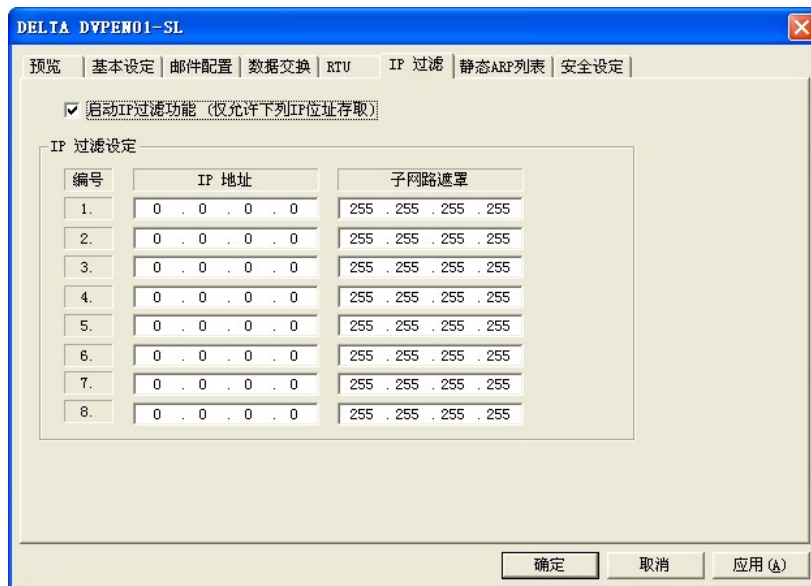 DELTA DVPEN01-SL
预览 基本设定 邮件配置 数据交换 RTU IP 过滤 静态ARP列表 安全设定
启动IP过滤功能 (仅允许下列IP位址存取)
IP 过滤设定
编号 IP 地址 子网路遮罩
1. 0 . 0 . 0 . 0 255 . 255 . 255 . 255
2. 0 . 0 . 0 . 0 255 . 255 . 255 . 255
3. 0 . 0 . 0 . 0 255 . 255 . 255 . 255
4. 0 . 0 . 0 . 0 255 . 255 . 255 . 255
5. 0 . 0 . 0 . 0 255 . 255 . 255 . 255
6. 0 . 0 . 0 . 0 255 . 255 . 255 . 255
7. 0 . 0 . 0 . 0 255 . 255 . 255 . 255
8. 0 . 0 . 0 . 0 255 . 255 . 255 . 255
确定 取消 应用(A)